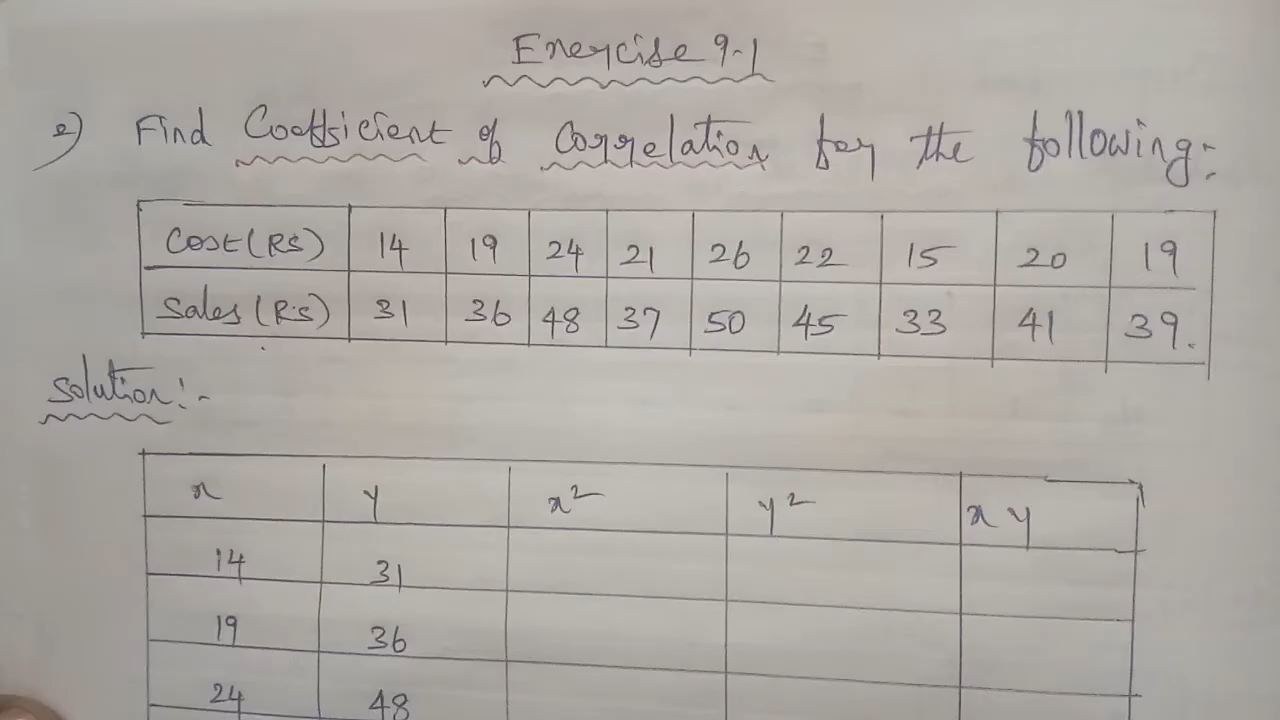 Exercise 9.1
2) Find Coefficient of Correlation for the following:
Cost (RS) 14 19 24 21 26 22 15 20 19
Sales (RS) 31 36 48 37 50 45 33 41 39.
Solution:-
x y x² y² xy
14 31
19 36
24 48